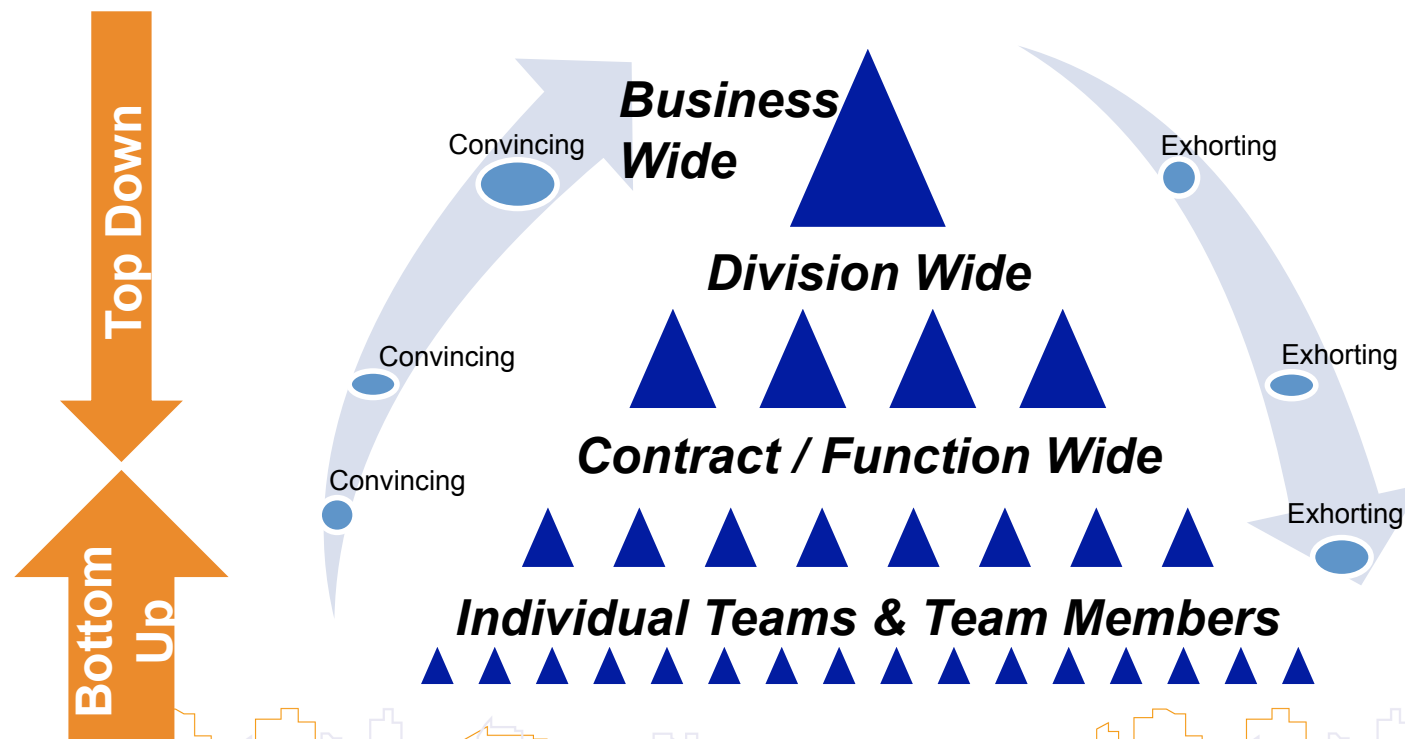 Top Down
Bottom
Up
Convincing
Convincing
Convincing
Business
Wide
Division Wide
Contract / Function Wide
Individual Teams & Team Members
Exhorting
Exhorting
Exhorting